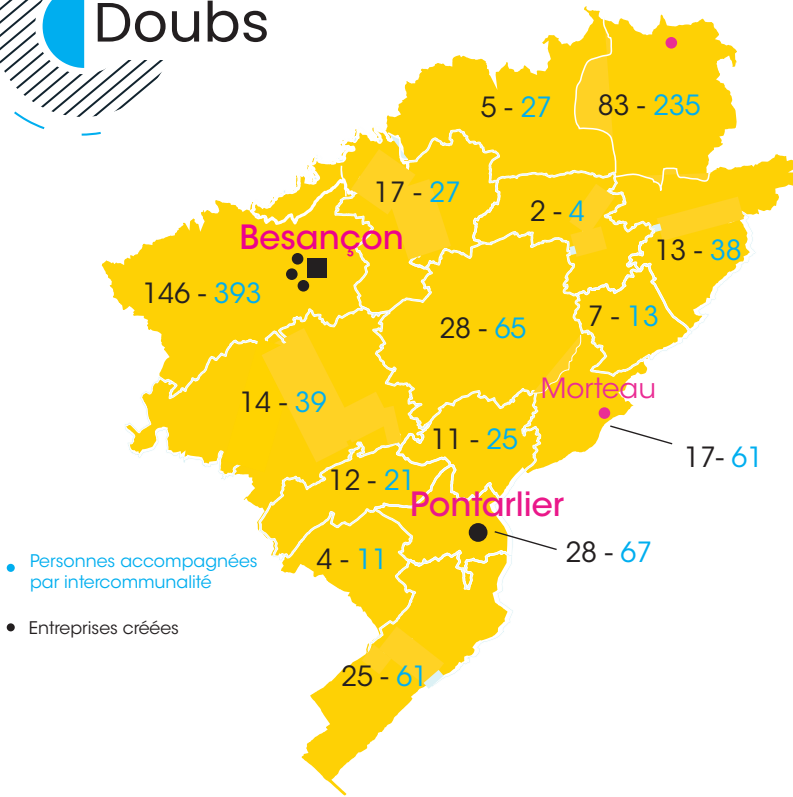 Doubs
5 - 27
83 - 235
17 - 27
2 - 4
Besançon
13 - 38
146 - 393
28 - 65
7 - 13
Morteau
14 - 39
11 - 25
17- 61
12 - 21
Pontarlier
28 - 67
4 - 11
Personnes accompagnées
par intercommunalité
Entreprises créées
25 - 61